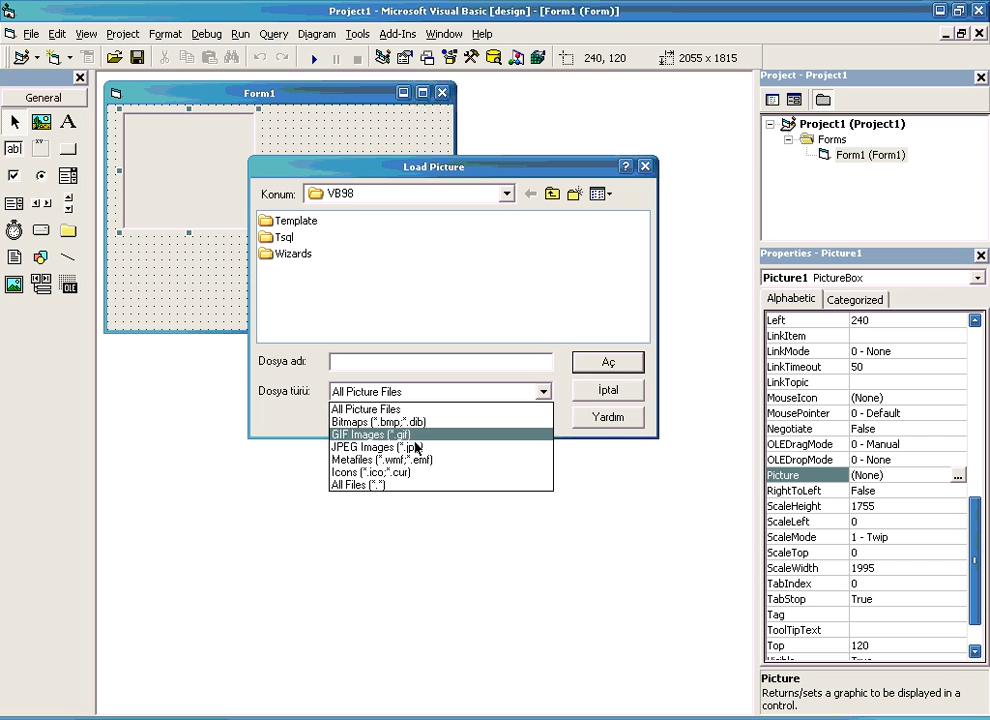 Project1 - Microsoft Visual Basic [design] - [Form1 (Form)]
File Edit View Project Format Debug Run Query Diagram Tools Add-Ins Window Help
240, 120 2055 x 1815
General
A
ab|
XY
OLE
Form1
Load Picture
Konum: VB98
Template
Tsql
Wizards
Dosya adı: Aç
Dosya türü: All Picture Files İptal
Yardım
All Picture Files
Bitmaps (*.bmp;*.dib)
GIF Images (*.gif)
JPEG Images (*.jpg)
Metafiles (*.wmf;*.emf)
Icons (*.ico;*.cur)
All Files (*.*)
Project - Project1
Project1 (Project1)
Forms
Form1 (Form1)
Properties - Picture1
Picture1 PictureBox
Alphabetic Categorized
Left 240
LinkItem
LinkMode 0 - None
LinkTimeout 50
LinkTopic
MouseIcon (None)
MousePointer 0 - Default
Negotiate False
OLEDragMode 0 - Manual
OLEDropMode 0 - None
Picture (None) ...
RightToLeft False
ScaleHeight 1755
ScaleLeft 0
ScaleMode 1 - Twip
ScaleTop 0
ScaleWidth 1995
TabIndex 0
TabStop True
Tag
ToolTipText
Top 120
Picture
Returns/sets a graphic to be displayed in a
control.